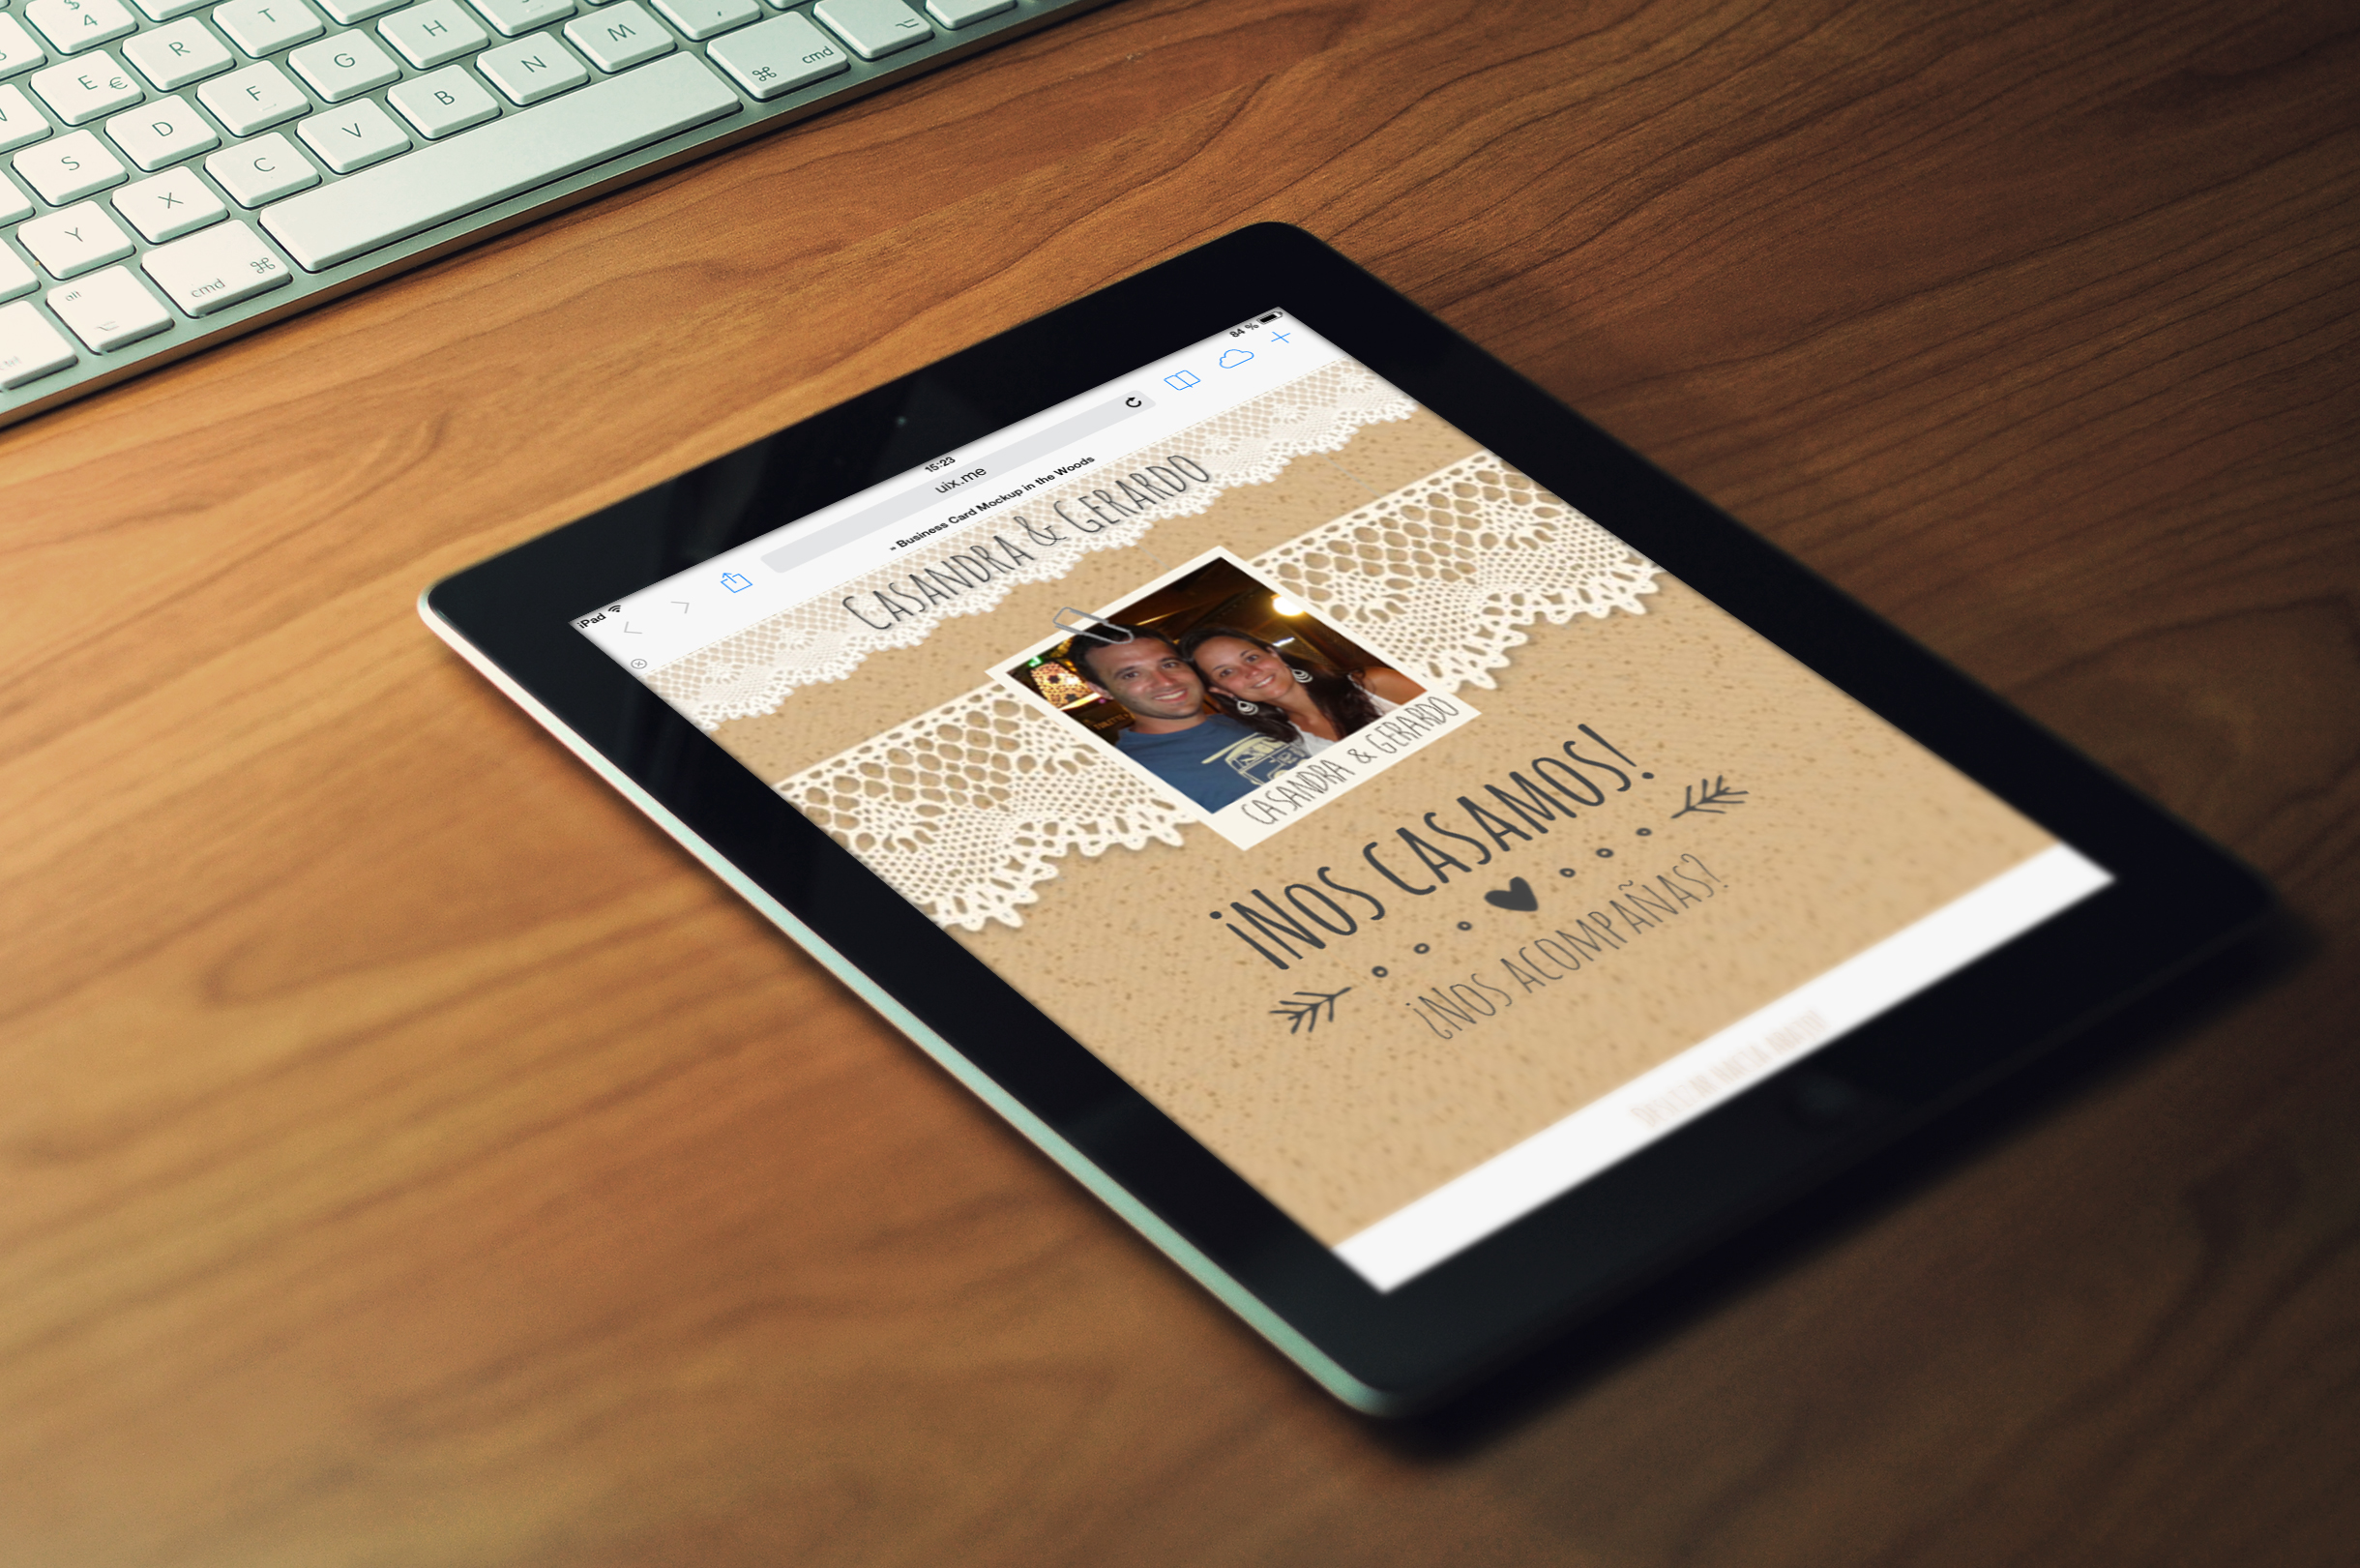 $
4
R
T
H
M
,
E €
F
G
N
⌘ cmd
⌥
S
D
V
B
X
C
Y
cmd ⌘
alt
⌥
iPad
15:23
84 %
uix.me
» Business Card Mockup in the Woods
CASANDRA & GERARDO
CASANDRA & GERARDO
¡NOS CASAMOS!
¿NOS ACOMPAÑAS?